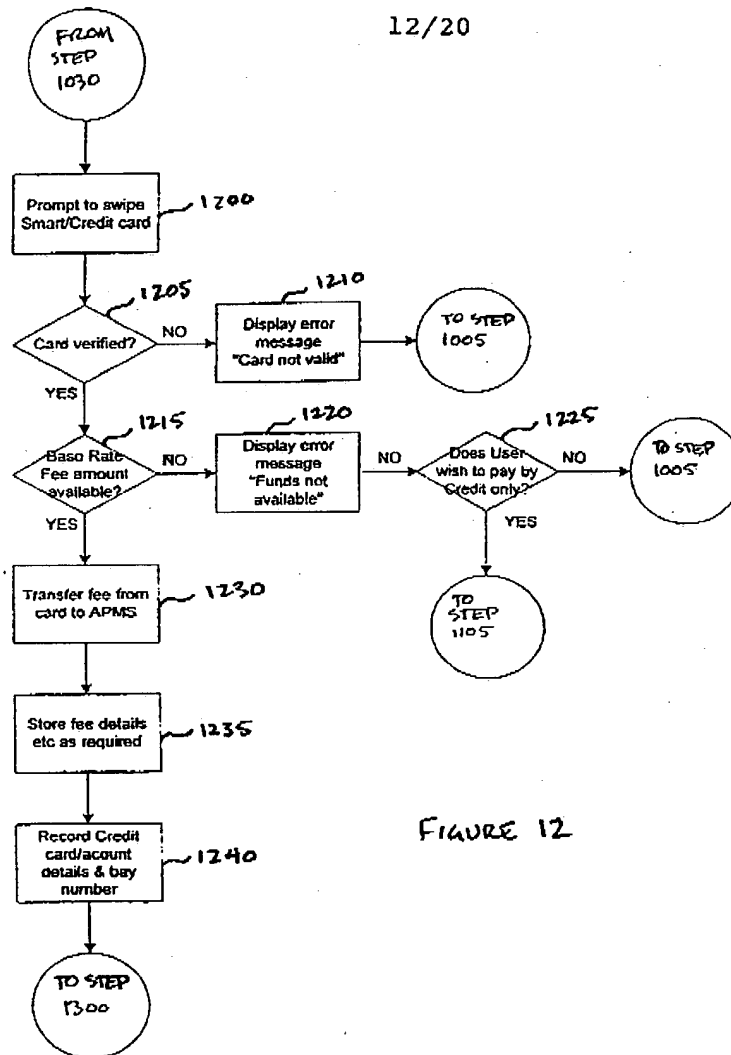 12/20
FROM
STEP
1030
Prompt to swipe
Smart/Credit card
1200
1205
Card verified?
NO
YES
1210
Display error
message
"Card not valid"
TO STEP
1005
1215
Base Rate
Fee amount
available?
NO
YES
1220
Display error
message
"Funds not
available"
NO
1225
Does User
wish to pay by
Credit only?
NO
YES
TO STEP
1005
TO
STEP
1105
Transfer fee from
card to APMS
1230
Store fee details
etc as required
1235
Record Credit
card/acount
details & bay
number
1240
TO STEP
1300
FIGURE 12